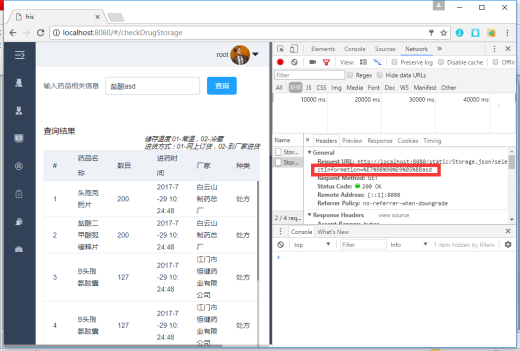 his
localhost:8080/#/checkDrugStorage
root
输入药品相关信息
盐酸asd
查询
查询结果
储存温度01-常温，02-冷藏
进货方式：01-网上订货，02-到厂家进货
# 药品名称 数目 进药时间 厂家 种类
1 头孢克肟片 200 2017-7-29 10:24:48 白云山制药总厂 处方
2 盐酸二甲双胍缓释片 200 2017-7-29 10:24:48 白云山制药总厂 处方
3 B头孢氨胶囊 127 2017-7-29 10:24:48 江门市恒健药业有限公司 处方
4 B头孢氨胶囊 127 2017-7-29 10:24:48 江门市恒健药业有限公司 处方
Elements Console Sources Network
View: Preserve log Disable cache Offlin
Filter Regex Hide data URLs
All XHR JS CSS Img Media Font Doc WS Manifest Other
10000 ms 20000 ms 30000 ms 40000 ms
Name
Stor...
Stor...
2 / 4 req...
Headers Preview Response Cookies Timing
General
Request URL: http://localhost:8080/static/Storage.json?sele
Request Method: GET
Status Code: 200 OK
Remote Address: [::1]:8080
Referrer Policy: no-referrer-when-downgrade
Response Headers view source
Accept-Ranges: bytes
Console What's New
top Filter Info 1 item hidden by filters